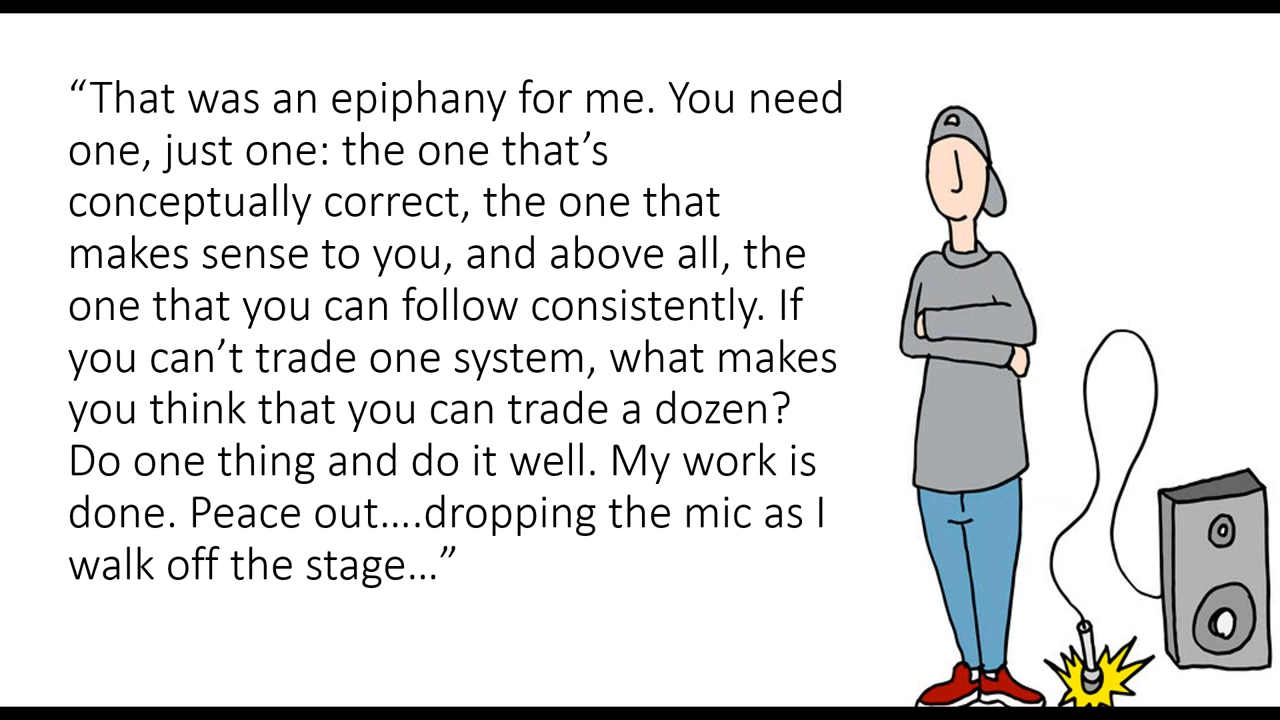 “That was an epiphany for me. You need
one, just one: the one that’s
conceptually correct, the one that
makes sense to you, and above all, the
one that you can follow consistently. If
you can’t trade one system, what makes
you think that you can trade a dozen?
Do one thing and do it well. My work is
done. Peace out….dropping the mic as I
walk off the stage…”